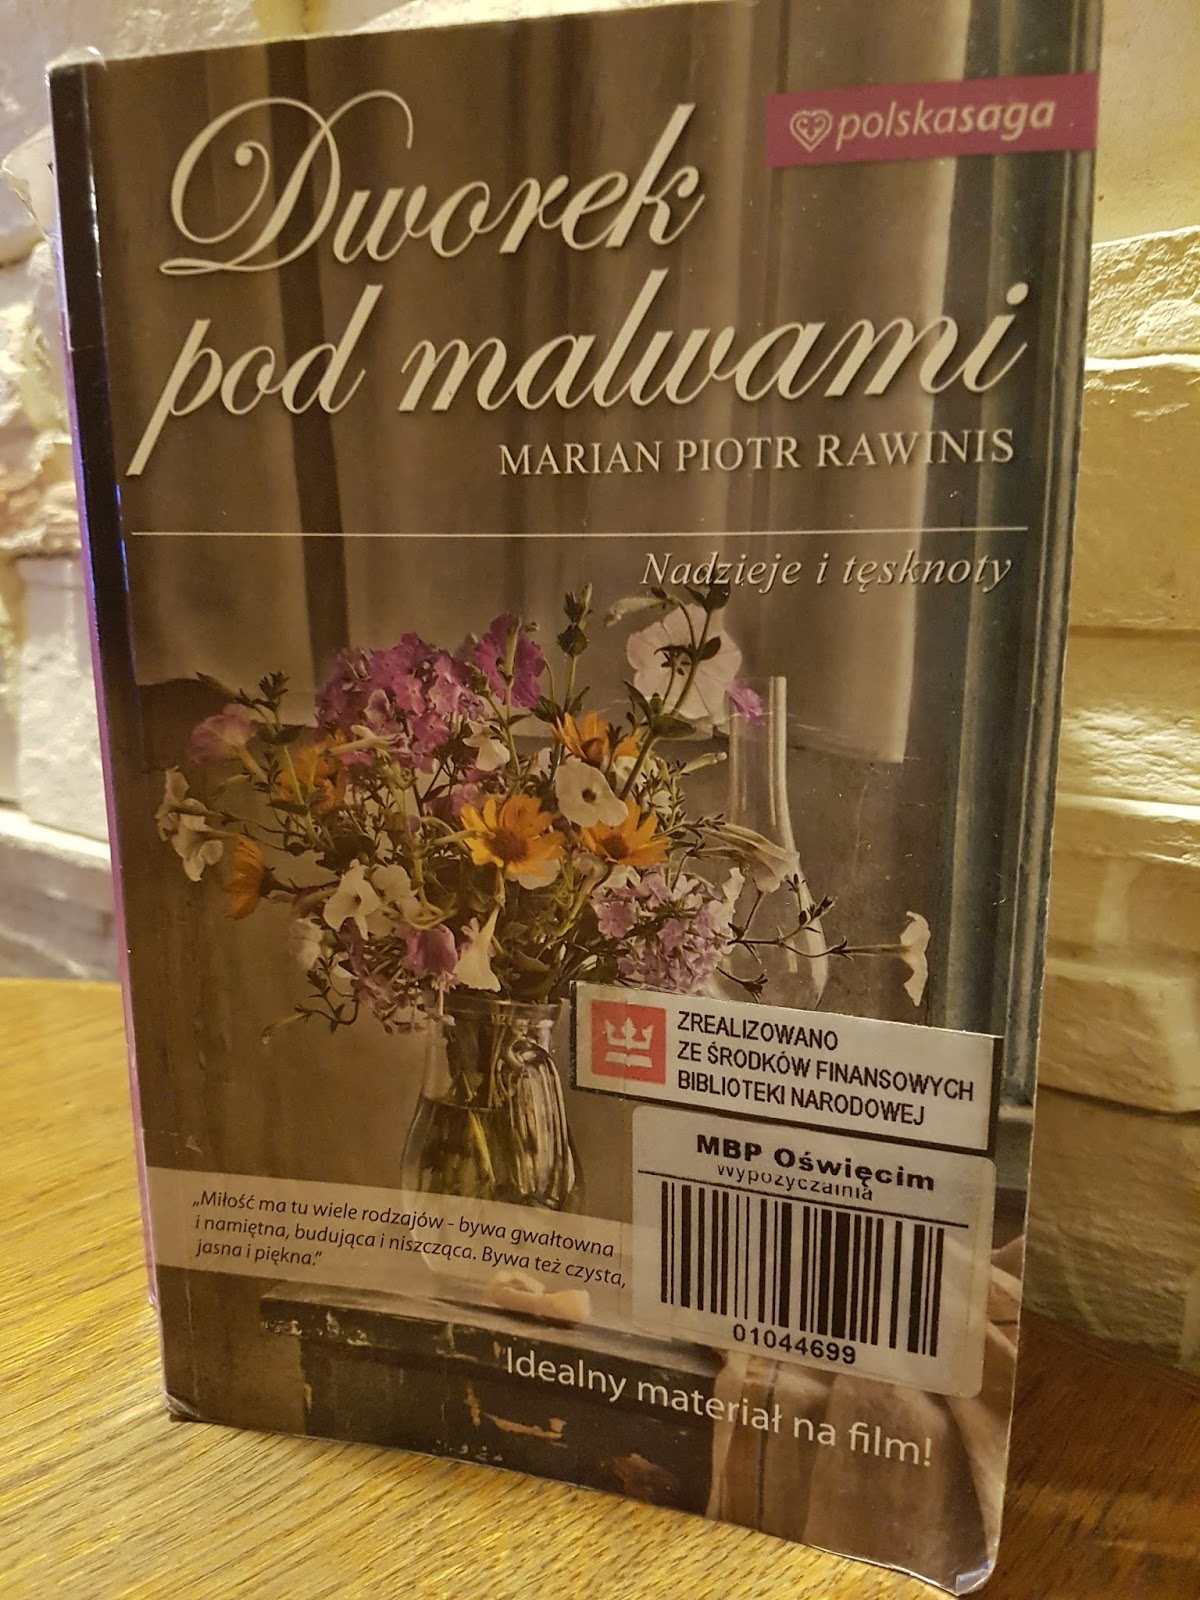 polskasaga
Dworek
pod malwami
MARIAN PIOTR RAWINIS
Nadzieje i tęsknoty
ZREALIZOWANO
ZE ŚRODKÓW FINANSOWYCH
BIBLIOTEKI NARODOWEJ
MBP Oświęcim
Wypożyczalnia
01044699
„Miłość ma tu wiele rodzajów - bywa gwałtowna
i namiętna, budująca i niszcząca. Bywa też czysta,
jasna i piękna.”
Idealny materiał na film!